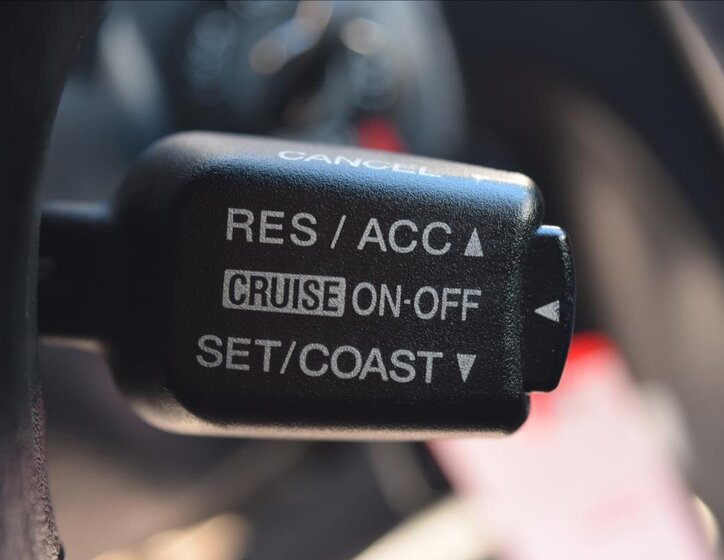 CANCEL
RES / ACC ▲
CRUISE ON-OFF ◀
SET/COAST ▼